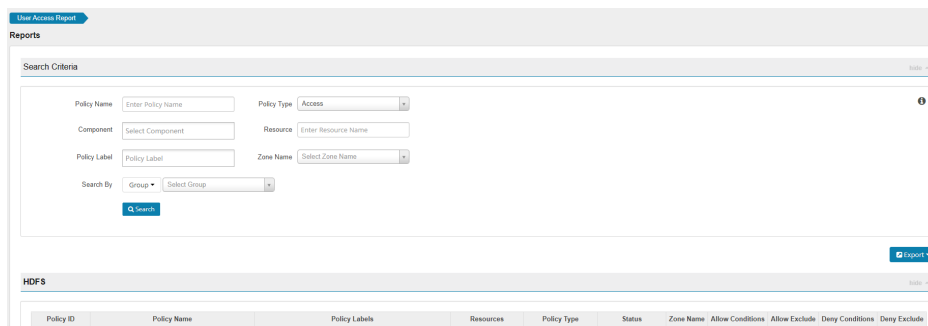 User Access Report
Reports
Search Criteria hide
Policy Name Enter Policy Name Policy Type Access
Component Select Component Resource Enter Resource Name
Policy Label Policy Label Zone Name Select Zone Name
Search By Group Select Group
Search
Export
HDFS hide
Policy ID Policy Name Policy Labels Resources Policy Type Status Zone Name Allow Conditions Allow Exclude Deny Conditions Deny Exclude